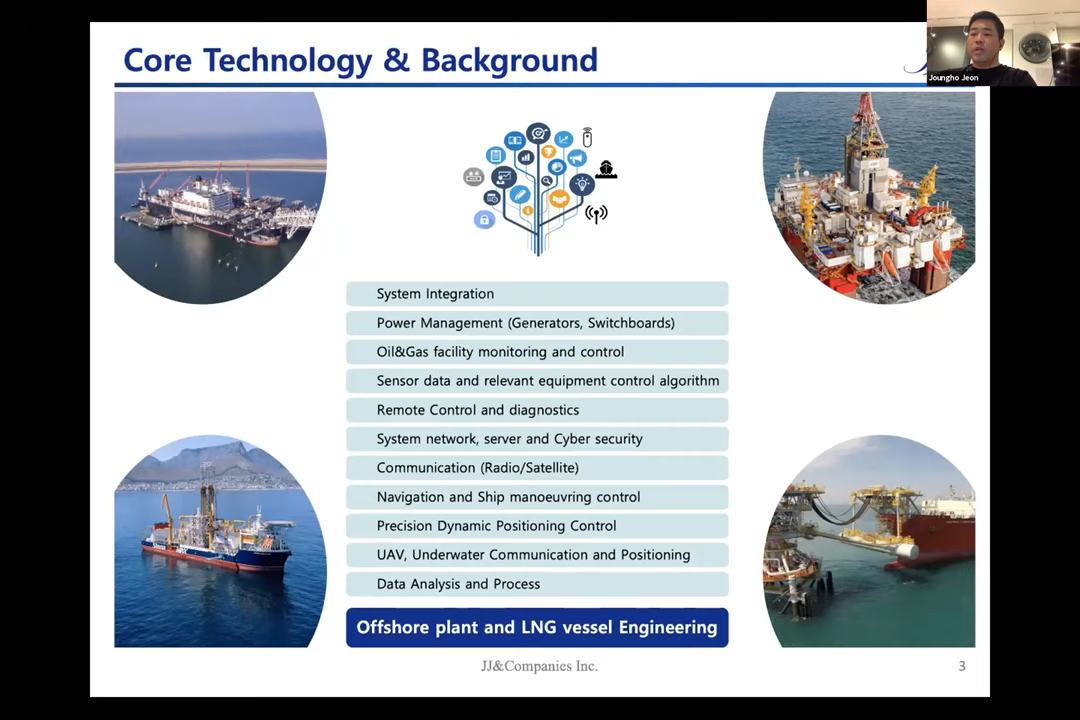 Core Technology & Background
Joungho Jeon
System Integration
Power Management (Generators, Switchboards)
Oil&Gas facility monitoring and control
Sensor data and relevant equipment control algorithm
Remote Control and diagnostics
System network, server and Cyber security
Communication (Radio/Satellite)
Navigation and Ship manoeuvring control
Precision Dynamic Positioning Control
UAV, Underwater Communication and Positioning
Data Analysis and Process
Offshore plant and LNG vessel Engineering
JJ&Companies Inc.
3